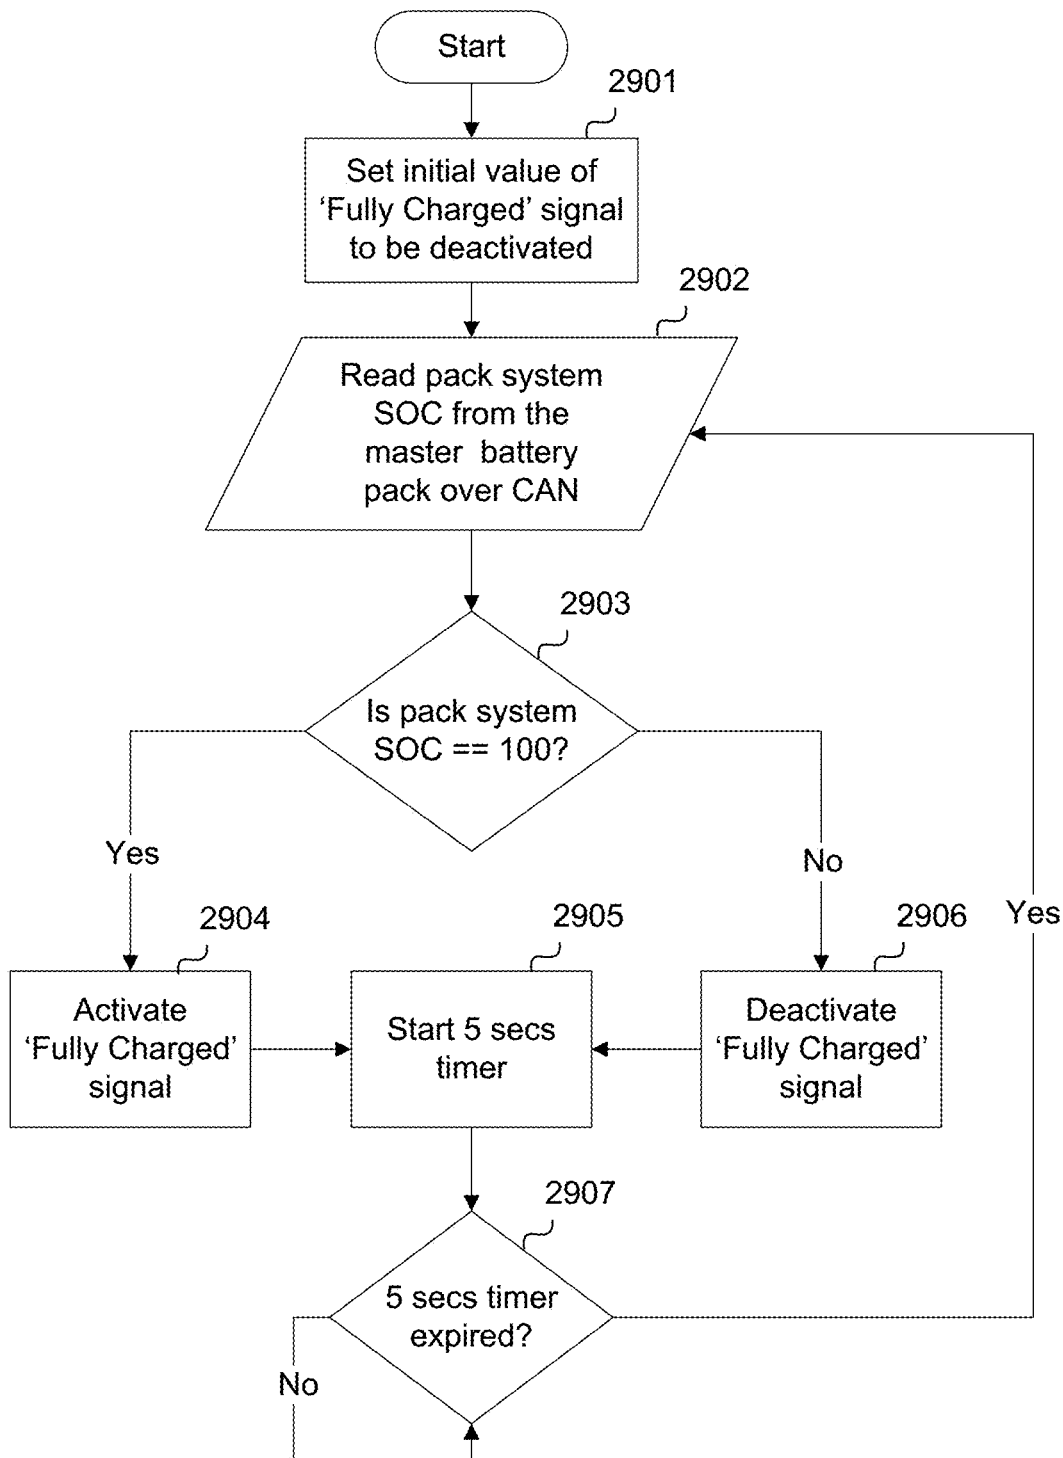 Start
2901
Set initial value of
‘Fully Charged’ signal
to be deactivated
2902
Read pack system
SOC from the
master battery
pack over CAN
2903
Is pack system
SOC == 100?
Yes
No
2904
2905
2906
Yes
Activate
‘Fully Charged’
signal
Start 5 secs
timer
Deactivate
‘Fully Charged’
signal
2907
5 secs timer
expired?
No